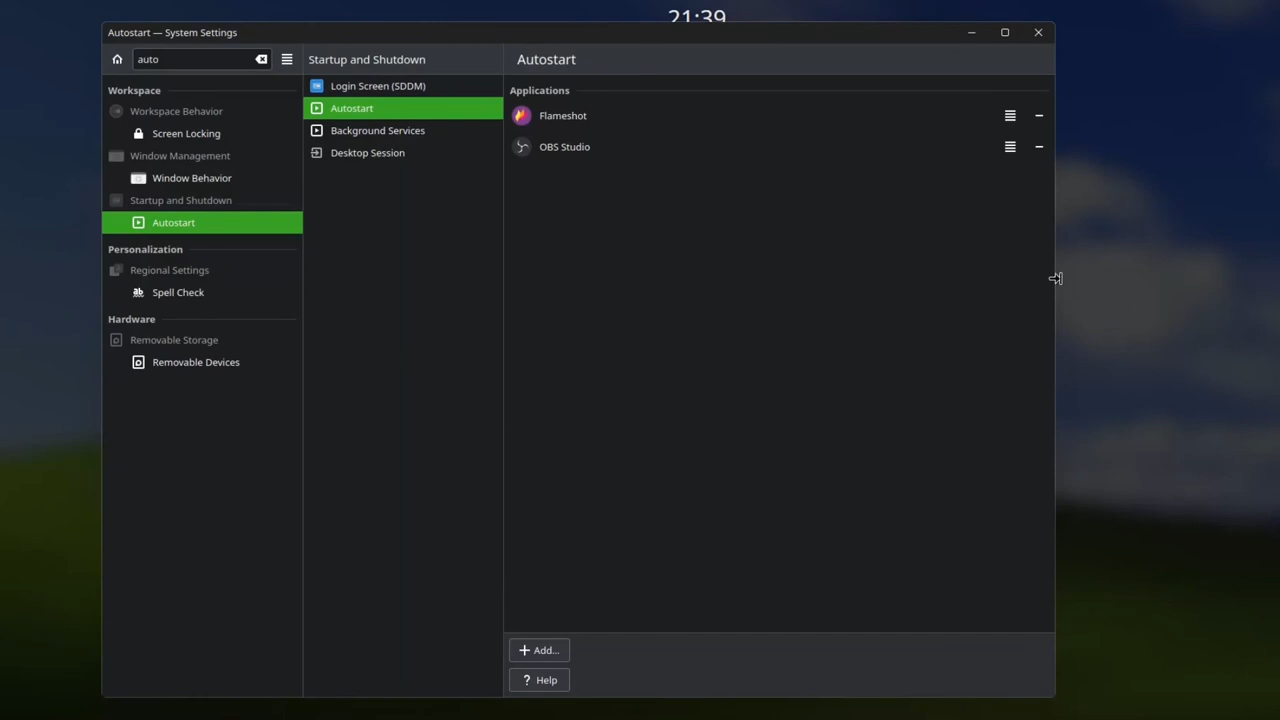 21:39
Autostart — System Settings
auto
Startup and Shutdown
Autostart
Workspace
Workspace Behavior
Screen Locking
Window Management
Window Behavior
Startup and Shutdown
Autostart
Personalization
Regional Settings
Spell Check
Hardware
Removable Storage
Removable Devices
Login Screen (SDDM)
Autostart
Background Services
Desktop Session
Applications
Flameshot
OBS Studio
Add...
Help